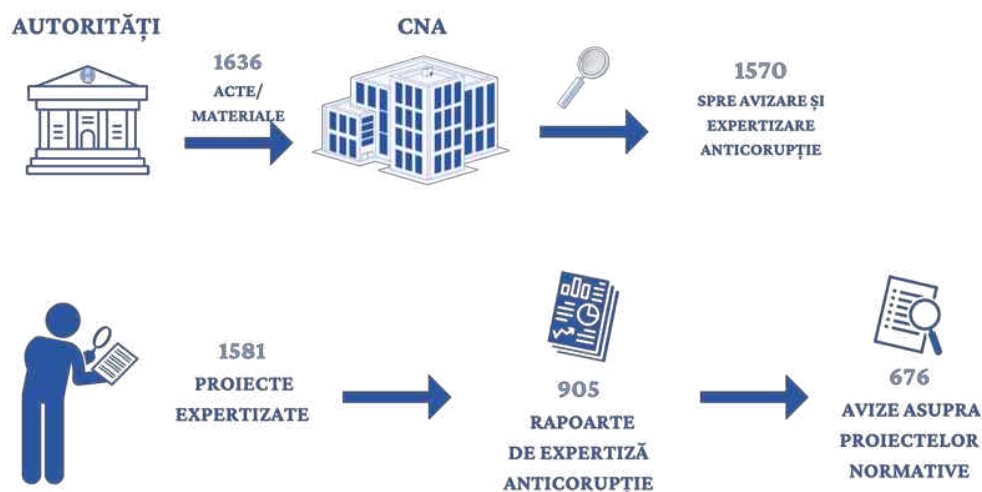 AUTORITĂȚI
1636
ACTE/
MATERIALE
CNA
1570
SPRE AVIZARE ȘI
EXPERTIZARE
ANTICORUPȚIE
1581
PROIECTE
EXPERTIZATE
905
RAPOARTE
DE EXPERTIZĂ
ANTICORUPȚIE
676
AVIZE ASUPRA
PROIECTELOR
NORMATIVE